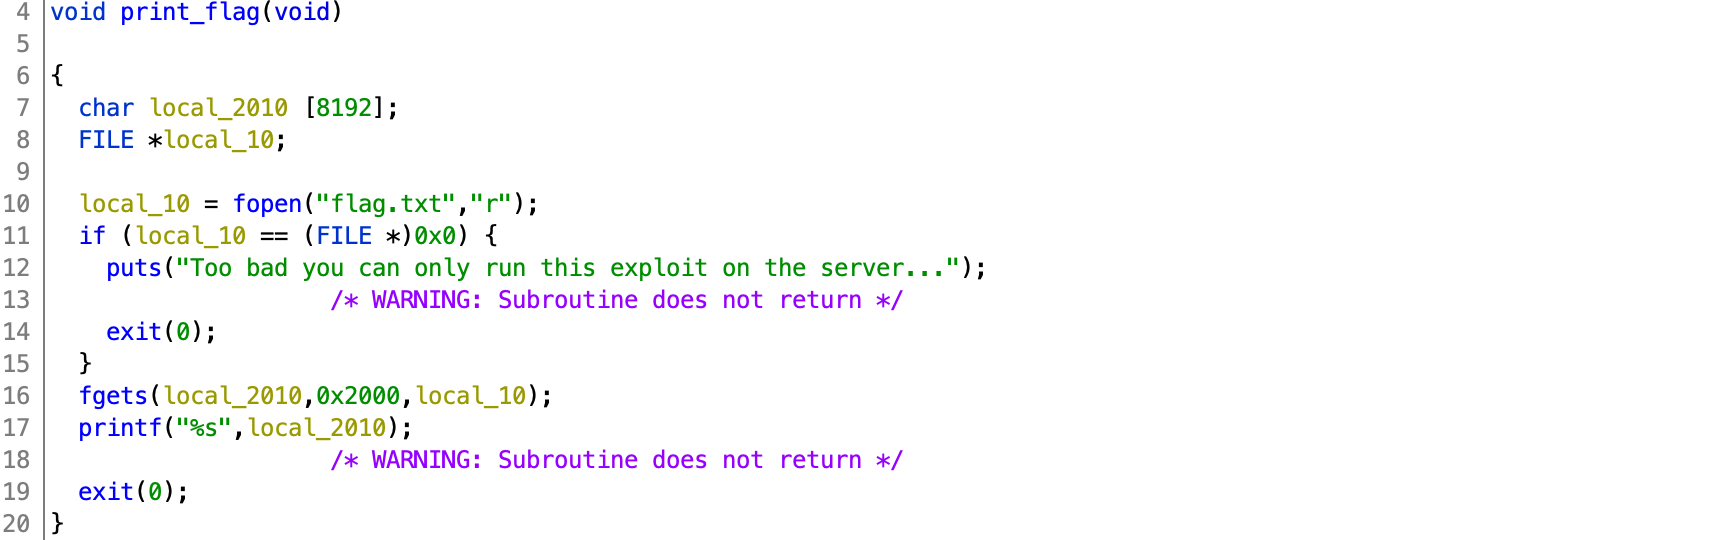 4 void print_flag(void)
5
6 {
7   char local_2010 [8192];
8   FILE *local_10;
9
10   local_10 = fopen("flag.txt","r");
11   if (local_10 == (FILE *)0x0) {
12     puts("Too bad you can only run this exploit on the server...");
13                     /* WARNING: Subroutine does not return */
14     exit(0);
15   }
16   fgets(local_2010,0x2000,local_10);
17   printf("%s",local_2010);
18                     /* WARNING: Subroutine does not return */
19   exit(0);
20 }